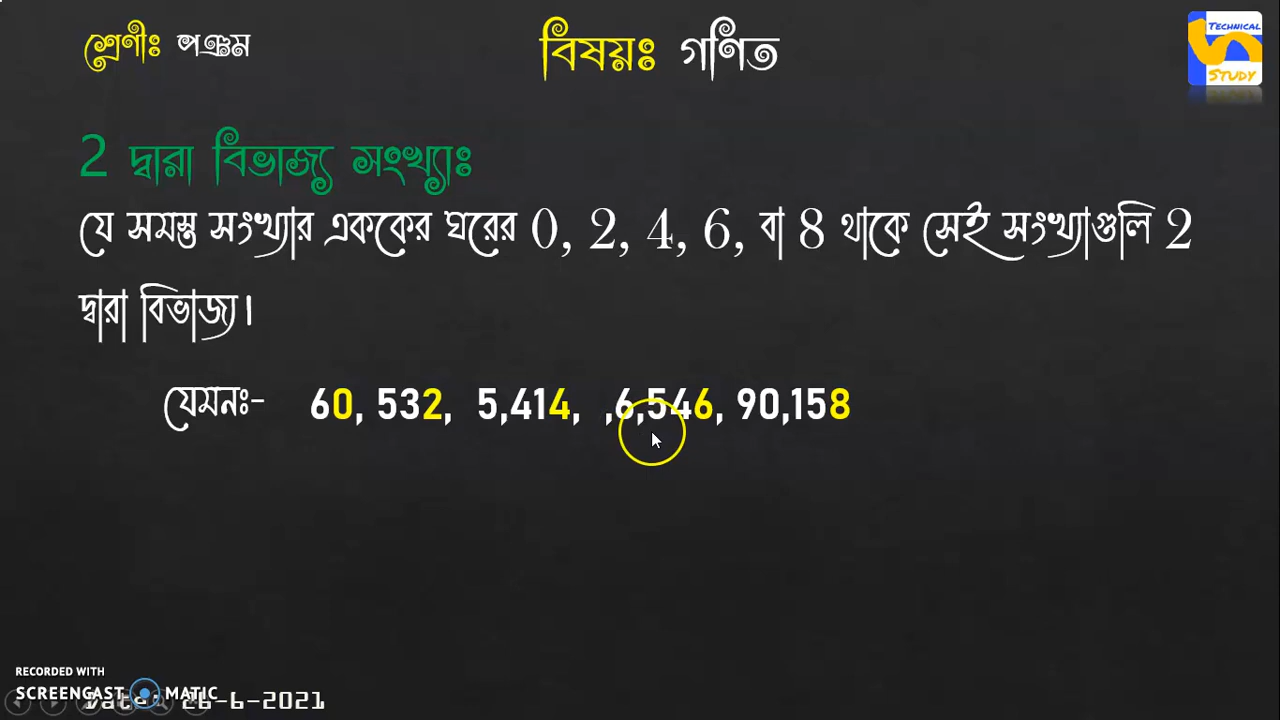 শ্রেণীঃ পঞ্চম
বিষয়ঃ গণিত
TECHNICAL
STUDY
2 দ্বারা বিভাজ্য সংখ্যাঃ
যে সমস্ত সংখ্যার এককের ঘরের 0, 2, 4, 6, বা 8 থাকে সেই সংখ্যাগুলি 2
দ্বারা বিভাজ্য।
যেমনঃ- 60, 532, 5,414, ,6,546, 90,158
RECORDED WITH
SCREENCAST MATIC
Date: 26-6-2021